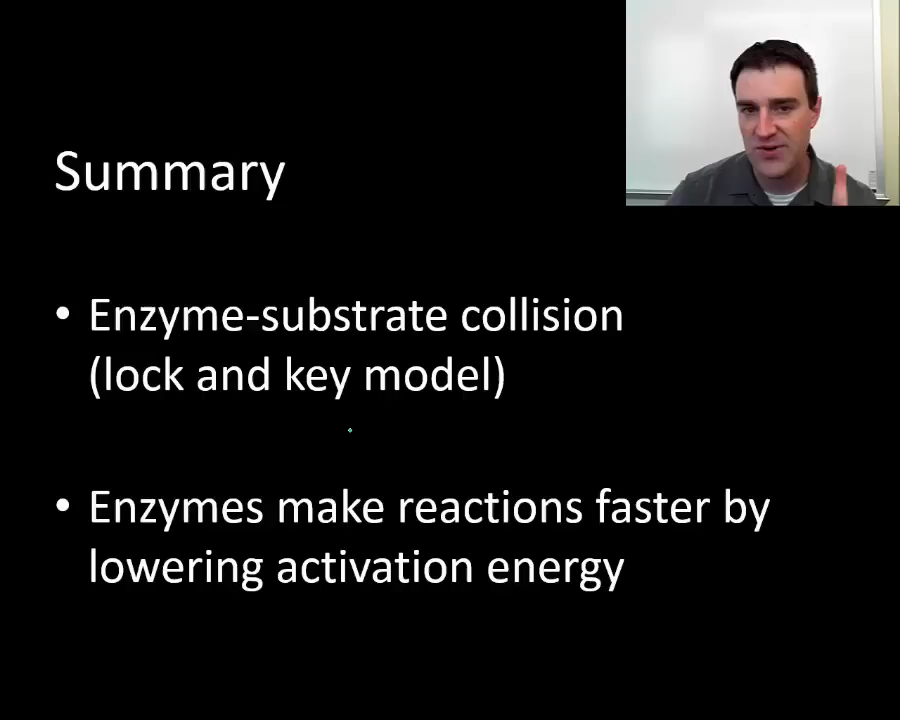 Summary
• Enzyme-substrate collision
(lock and key model)
• Enzymes make reactions faster by
lowering activation energy